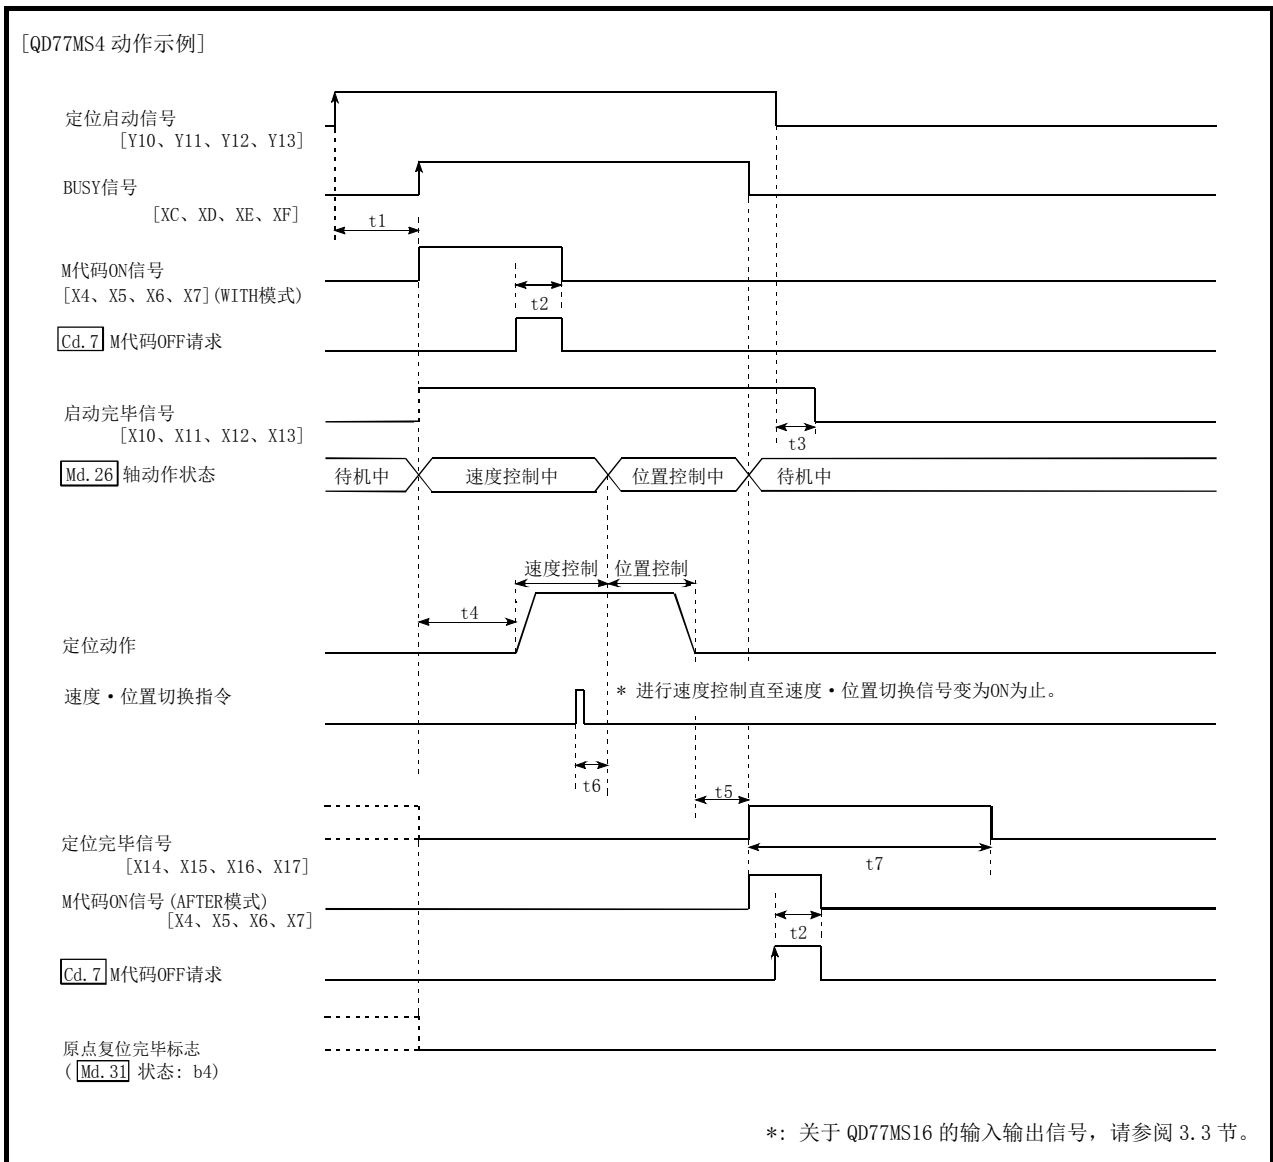 [QD77MS4 动作示例]
定位启动信号
[Y10、Y11、Y12、Y13]
BUSY信号
[XC、XD、XE、XF]
t1
M代码ON信号
[X4、X5、X6、X7](WITH模式)
t2
Cd.7 M代码OFF请求
启动完毕信号
[X10、X11、X12、X13]
t3
Md.26 轴动作状态
待机中 速度控制中 位置控制中 待机中
速度控制 位置控制
t4
定位动作
速度·位置切换指令
* 进行速度控制直至速度·位置切换信号变为ON为止。
t6
t5
定位完毕信号
[X14、X15、X16、X17]
t7
M代码ON信号(AFTER模式)
[X4、X5、X6、X7]
t2
Cd.7 M代码OFF请求
原点复位完毕标志
( Md.31 状态: b4)
*: 关于 QD77MS16 的输入输出信号，请参阅 3.3 节。